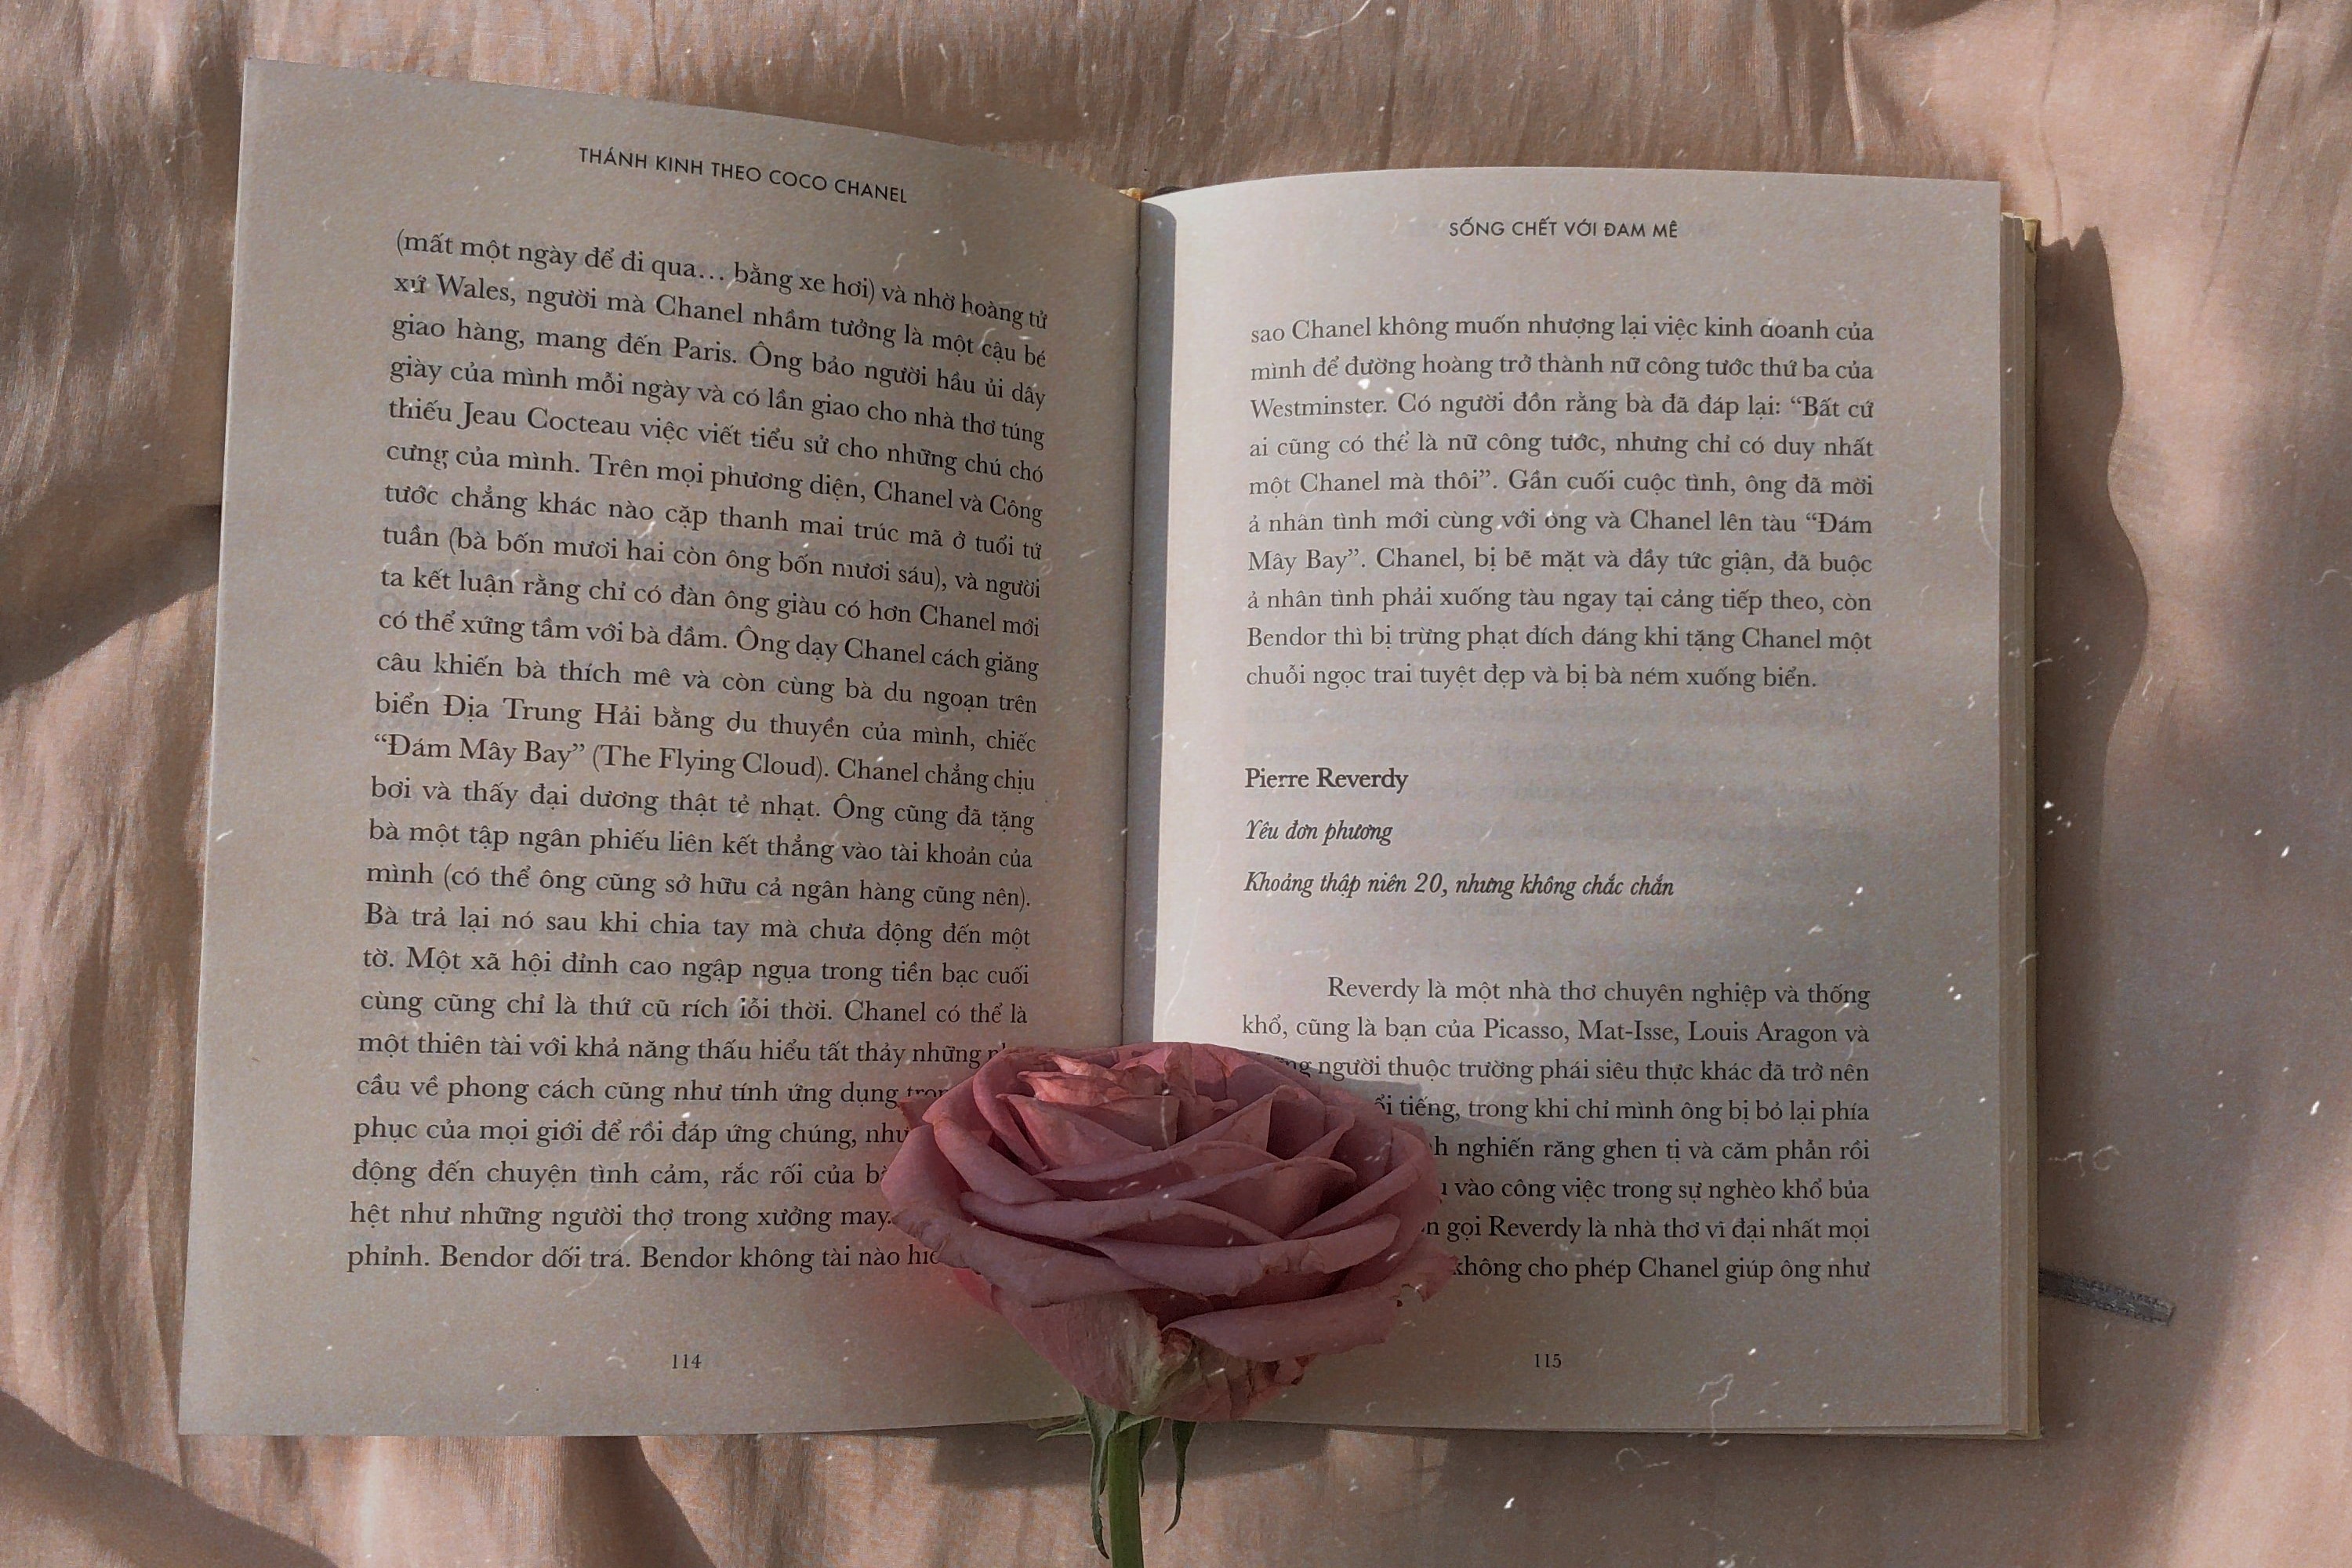 THÁNH KINH THEO COCO CHANEL
(mất một ngày để đi qua… bằng xe hơi) và nhờ hoàng tử
xứ Wales, người mà Chanel nhầm tưởng là một cậu bé
giao hàng, mang đến Paris. Ông bảo người hầu ủi dây
giày của mình mỗi ngày và có lần giao cho nhà thơ túng
thiếu Jeau Cocteau việc viết tiểu sử cho những chú chó
cưng của mình. Trên mọi phương diện, Chanel và Công
tước chẳng khác nào cặp thanh mai trúc mã ở tuổi tứ
tuần (bà bốn mươi hai còn ông bốn mươi sáu), và người
ta kết luận rằng chỉ có đàn ông giàu có hơn Chanel mới
có thể xứng tầm với bà đầm. Ông dạy Chanel cách giăng
câu khiến bà thích mê và còn cùng bà du ngoạn trên
biển Địa Trung Hải bằng du thuyền của mình, chiếc
“Đám Mây Bay” (The Flying Cloud). Chanel chẳng chịu
bơi và thấy đại dương thật tẻ nhạt. Ông cũng đã tặng
bà một tập ngân phiếu liên kết thẳng vào tài khoản của
mình (có thể ông cũng sở hữu cả ngân hàng cũng nên).
Bà trả lại nó sau khi chia tay mà chưa động đến một
tờ. Một xã hội đỉnh cao ngập ngụa trong tiền bạc cuối
cùng cũng chỉ là thứ cũ rích lỗi thời. Chanel có thể là
một thiên tài với khả năng thấu hiểu tất thảy những
cầu về phong cách cũng như tính ứng dụng
phục của mọi giới để rồi đáp ứng chúng,
động đến chuyện tình cảm, rắc rối của
hệt như những người thợ trong xưởng may.
phỉnh. Bendor dối trá. Bendor không tài nào
114
SỐNG CHẾT VỚI ĐAM MÊ
sao Chanel không muốn nhượng lại việc kinh doanh của
mình để đường hoàng trở thành nữ công tước thứ ba của
Westminster. Có người đồn rằng bà đã đáp lại: “Bất cứ
ai cũng có thể là nữ công tước, nhưng chỉ có duy nhất
một Chanel mà thôi”. Gần cuối cuộc tình, ông đã mời
ả nhân tình mới cùng với ông và Chanel lên tàu “Đám
Mây Bay”. Chanel, bị bẽ mặt và đầy tức giận, đã buộc
ả nhân tình phải xuống tàu ngay tại cảng tiếp theo, còn
Bendor thì bị trừng phạt đích đáng khi tặng Chanel một
chuỗi ngọc trai tuyệt đẹp và bị bà ném xuống biển.
Pierre Reverdy
Yêu đơn phương
Khoảng thập niên 20, nhưng không chắc chắn
Reverdy là một nhà thơ chuyên nghiệp và thống
khổ, cũng là bạn của Picasso, Mat-Isse, Louis Aragon và
người thuộc trường phái siêu thực khác đã trở nên
tiếng, trong khi chỉ mình ông bị bỏ lại phía
nghiến răng ghen tị và căm phẫn rồi
vào công việc trong sự nghèo khổ bủa
gọi Reverdy là nhà thơ vĩ đại nhất mọi
không cho phép Chanel giúp ông như
115